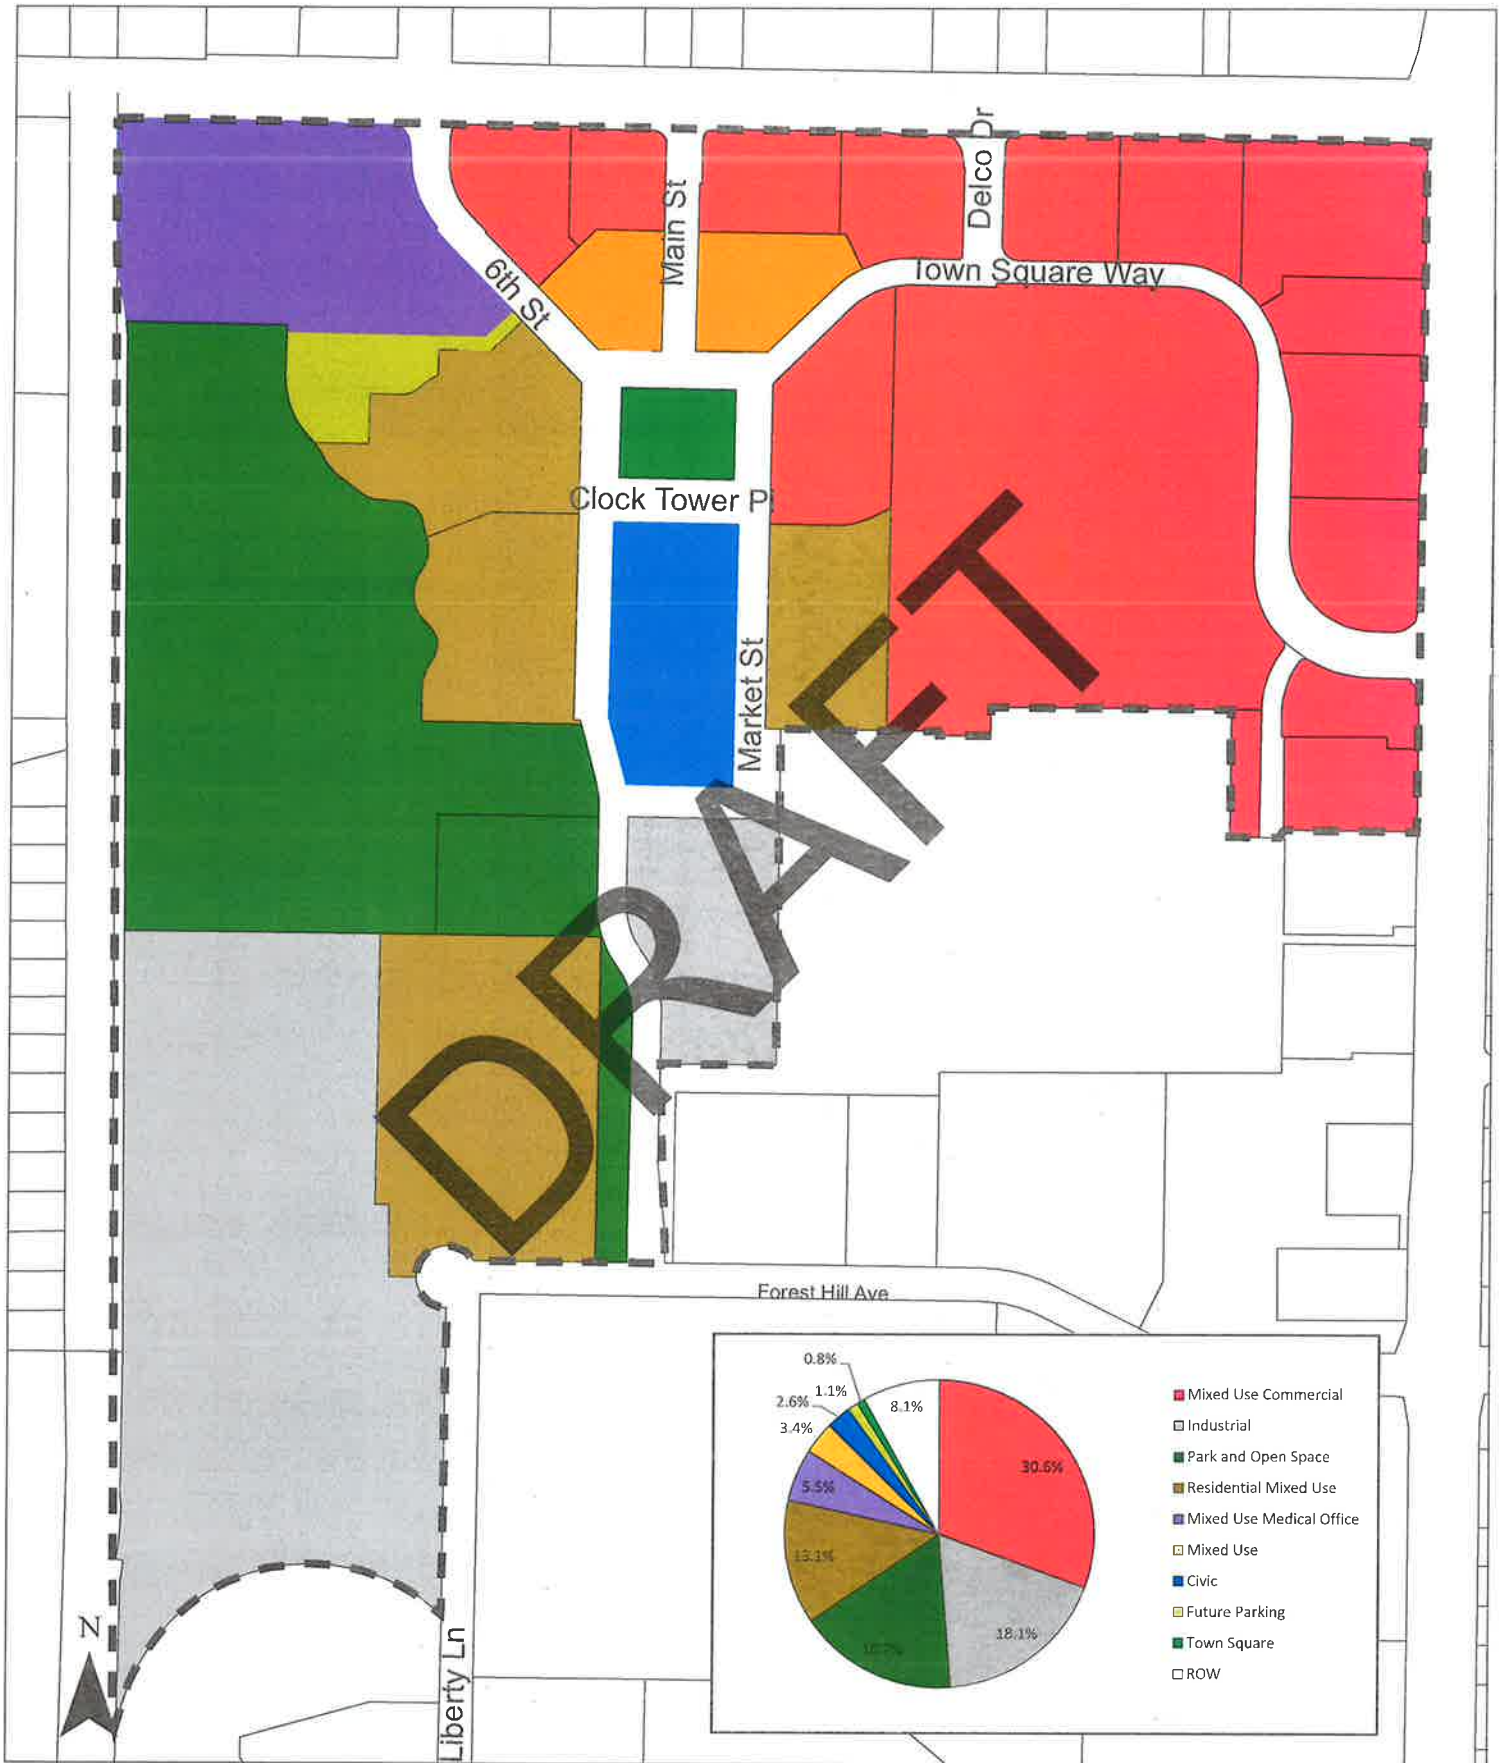 Delco Dr
Main St
Town Square Way
6th St
Clock Tower Pl
Market St
DRAFT
Forest Hill Ave
Liberty Ln
N
0.8%
1.1%
2.6%
3.4%
8.1%
5.5%
30.6%
13.1%
18.1%
Mixed Use Commercial
Industrial
Park and Open Space
Residential Mixed Use
Mixed Use Medical Office
Mixed Use
Civic
Future Parking
Town Square
ROW